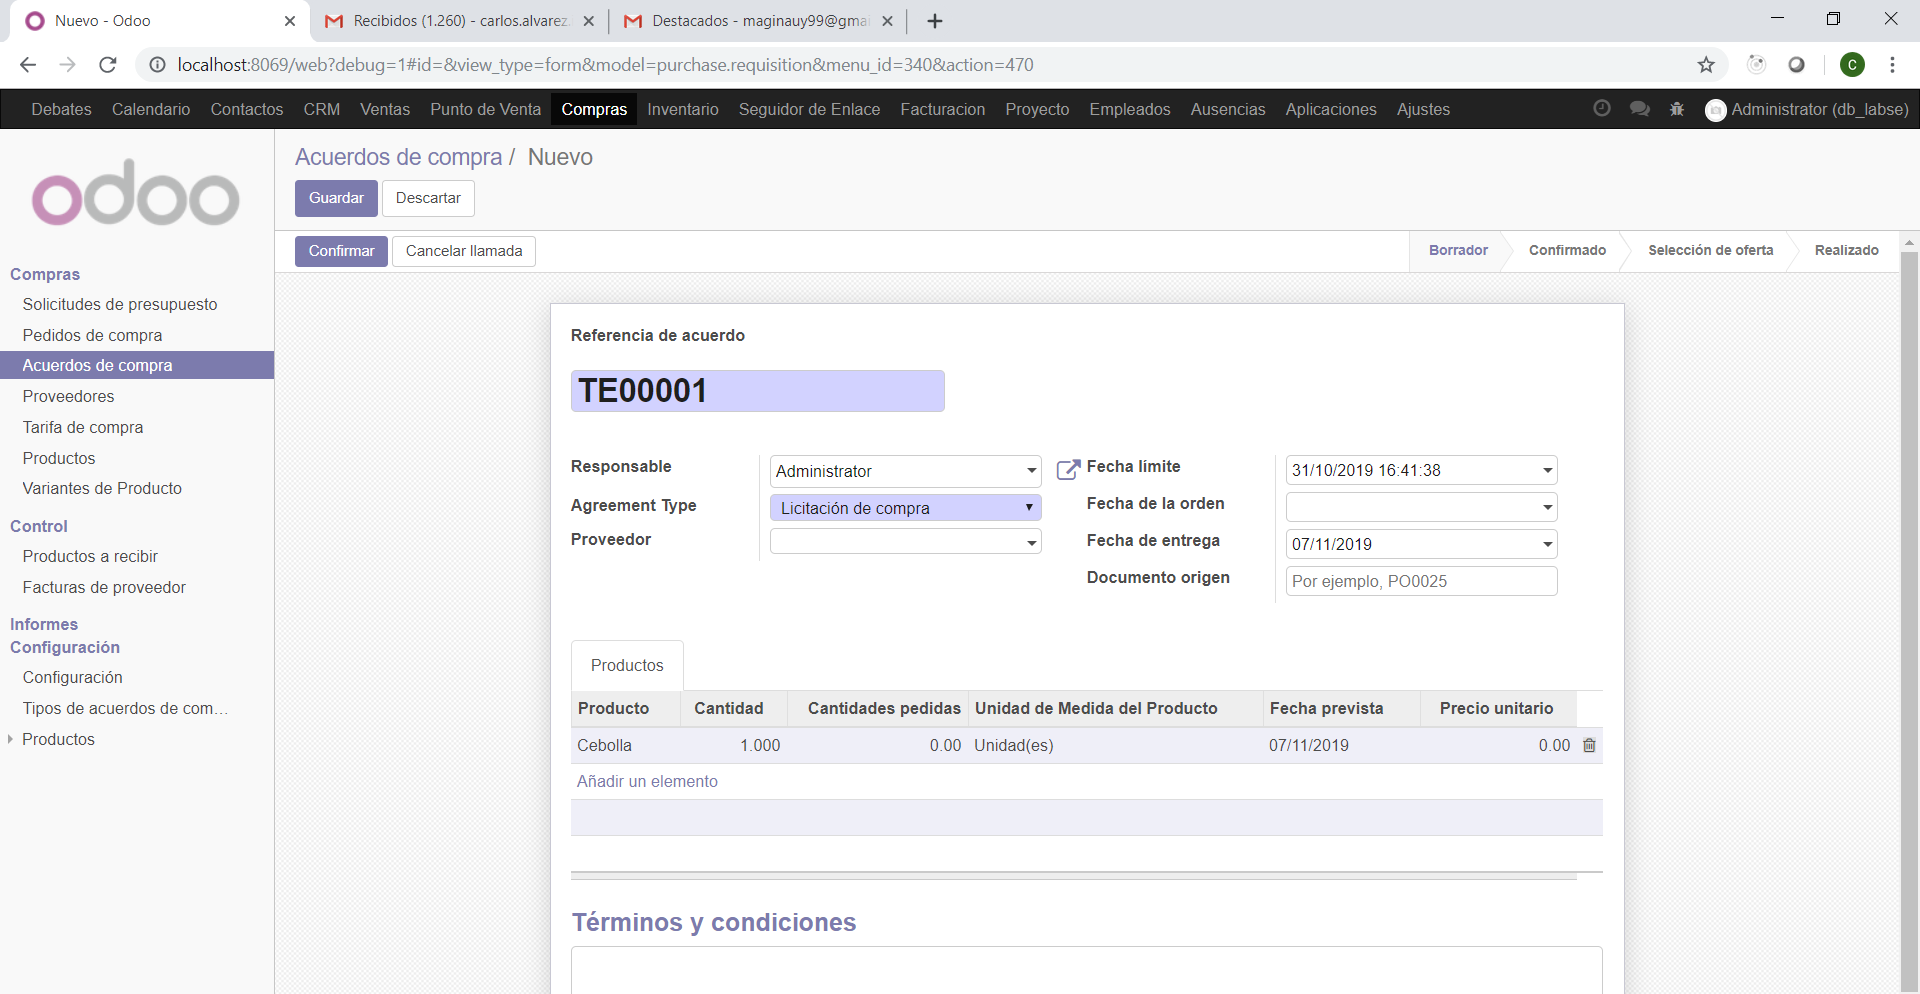 Nuevo - Odoo
Recibidos (1.260) - carlos.alvarez
Destacados - maginauy99@gmai
localhost:8069/web?debug=1#id=&view_type=form&model=purchase.requisition&menu_id=340&action=470
C
Debates Calendario Contactos CRM Ventas Punto de Venta Compras Inventario Seguidor de Enlace Facturacion Proyecto Empleados Ausencias Aplicaciones Ajustes Administrator (db_labse)
odoo
Compras
Solicitudes de presupuesto
Pedidos de compra
Acuerdos de compra
Proveedores
Tarifa de compra
Productos
Variantes de Producto
Control
Productos a recibir
Facturas de proveedor
Informes
Configuración
Configuración
Tipos de acuerdos de com…
Productos
Acuerdos de compra / Nuevo
Guardar Descartar
Confirmar Cancelar llamada
Borrador Confirmado Selección de oferta Realizado
Referencia de acuerdo
TE00001
Responsable Administrator
Agreement Type Licitación de compra
Proveedor
Fecha límite 31/10/2019 16:41:38
Fecha de la orden
Fecha de entrega 07/11/2019
Documento origen Por ejemplo, PO0025
Productos
Producto Cantidad Cantidades pedidas Unidad de Medida del Producto Fecha prevista Precio unitario
Cebolla 1.000 0.00 Unidad(es) 07/11/2019 0.00
Añadir un elemento
Términos y condiciones